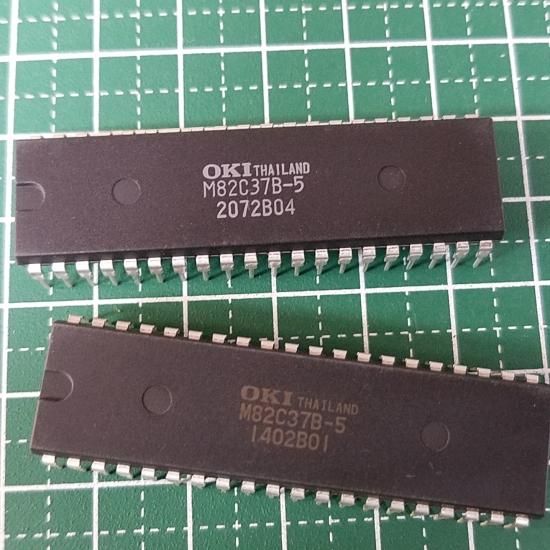 OKI THAILAND
M82C37B-5
2072B04
OKI THAILAND
M82C37B-5
1402B01